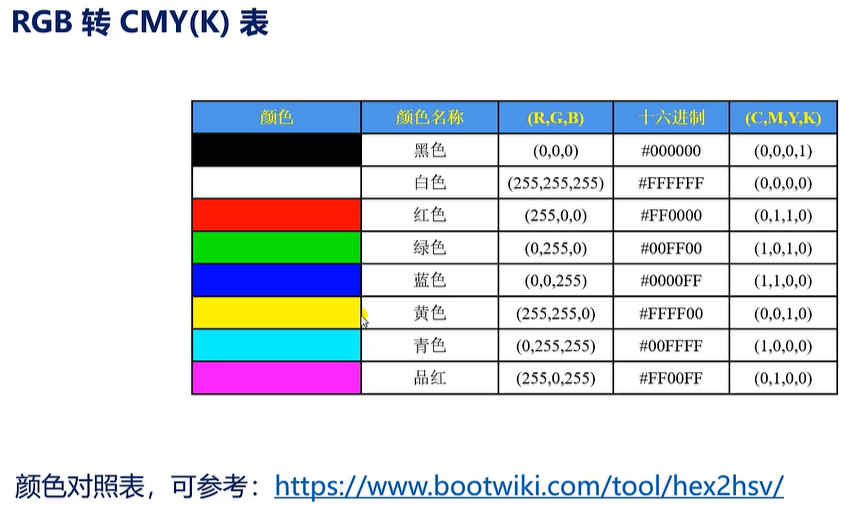 RGB 转 CMY(K) 表
颜色 颜色名称 (R,G,B) 十六进制 (C,M,Y,K)
黑色 (0,0,0) #000000 (0,0,0,1)
白色 (255,255,255) #FFFFFF (0,0,0,0)
红色 (255,0,0) #FF0000 (0,1,1,0)
绿色 (0,255,0) #00FF00 (1,0,1,0)
蓝色 (0,0,255) #0000FF (1,1,0,0)
黄色 (255,255,0) #FFFF00 (0,0,1,0)
青色 (0,255,255) #00FFFF (1,0,0,0)
品红 (255,0,255) #FF00FF (0,1,0,0)
颜色对照表，可参考：https://www.bootwiki.com/tool/hex2hsv/